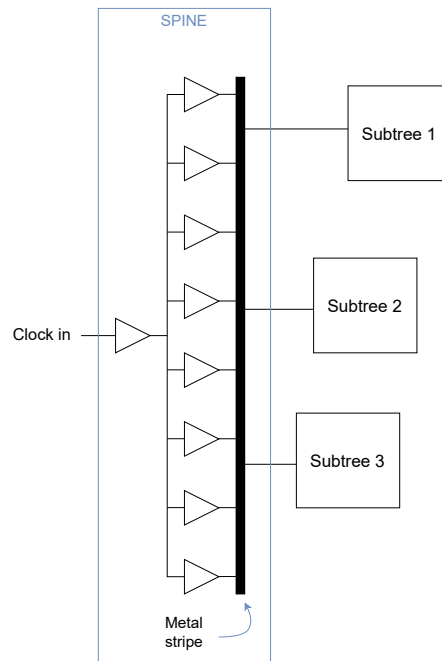 SPINE
Subtree 1
Subtree 2
Clock in
Subtree 3
Metal
stripe